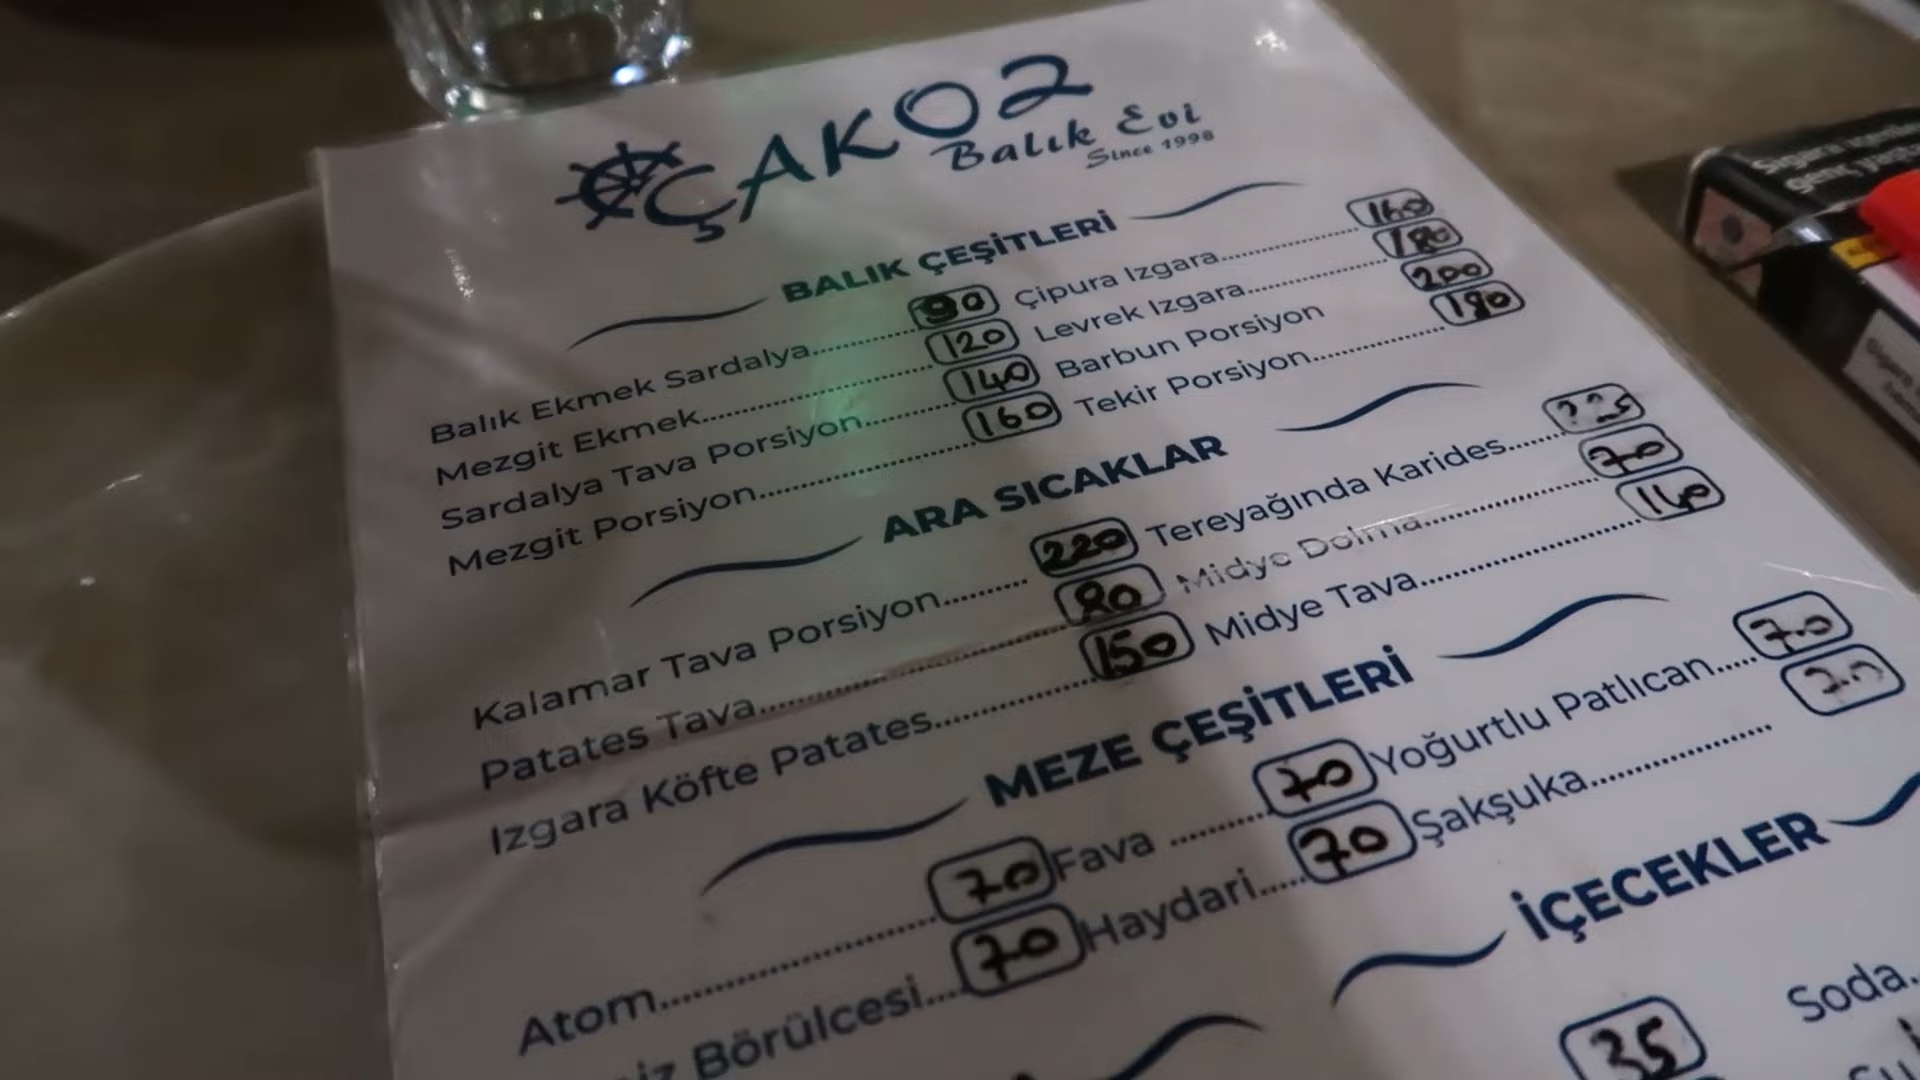 ÇAKOZ
Balık Evi
Since 1998
BALIK ÇEŞİTLERİ
Balık Ekmek Sardalya 90
Mezgit Ekmek 120
Sardalya Tava Porsiyon 140
Mezgit Porsiyon 160
Çipura Izgara 160
Levrek Izgara 180
Barbun Porsiyon 200
Tekir Porsiyon 180
ARA SICAKLAR
Kalamar Tava Porsiyon 220
Patates Tava 80
Izgara Köfte Patates 150
Tereyağında Karides 225
Midye Dolma 70
Midye Tava 140
MEZE ÇEŞİTLERİ
Atom 70
Börülcesi 70
Fava 70
Haydari 70
Yoğurtlu Patlıcan 70
Şakşuka 70
İÇECEKLER
35
Soda